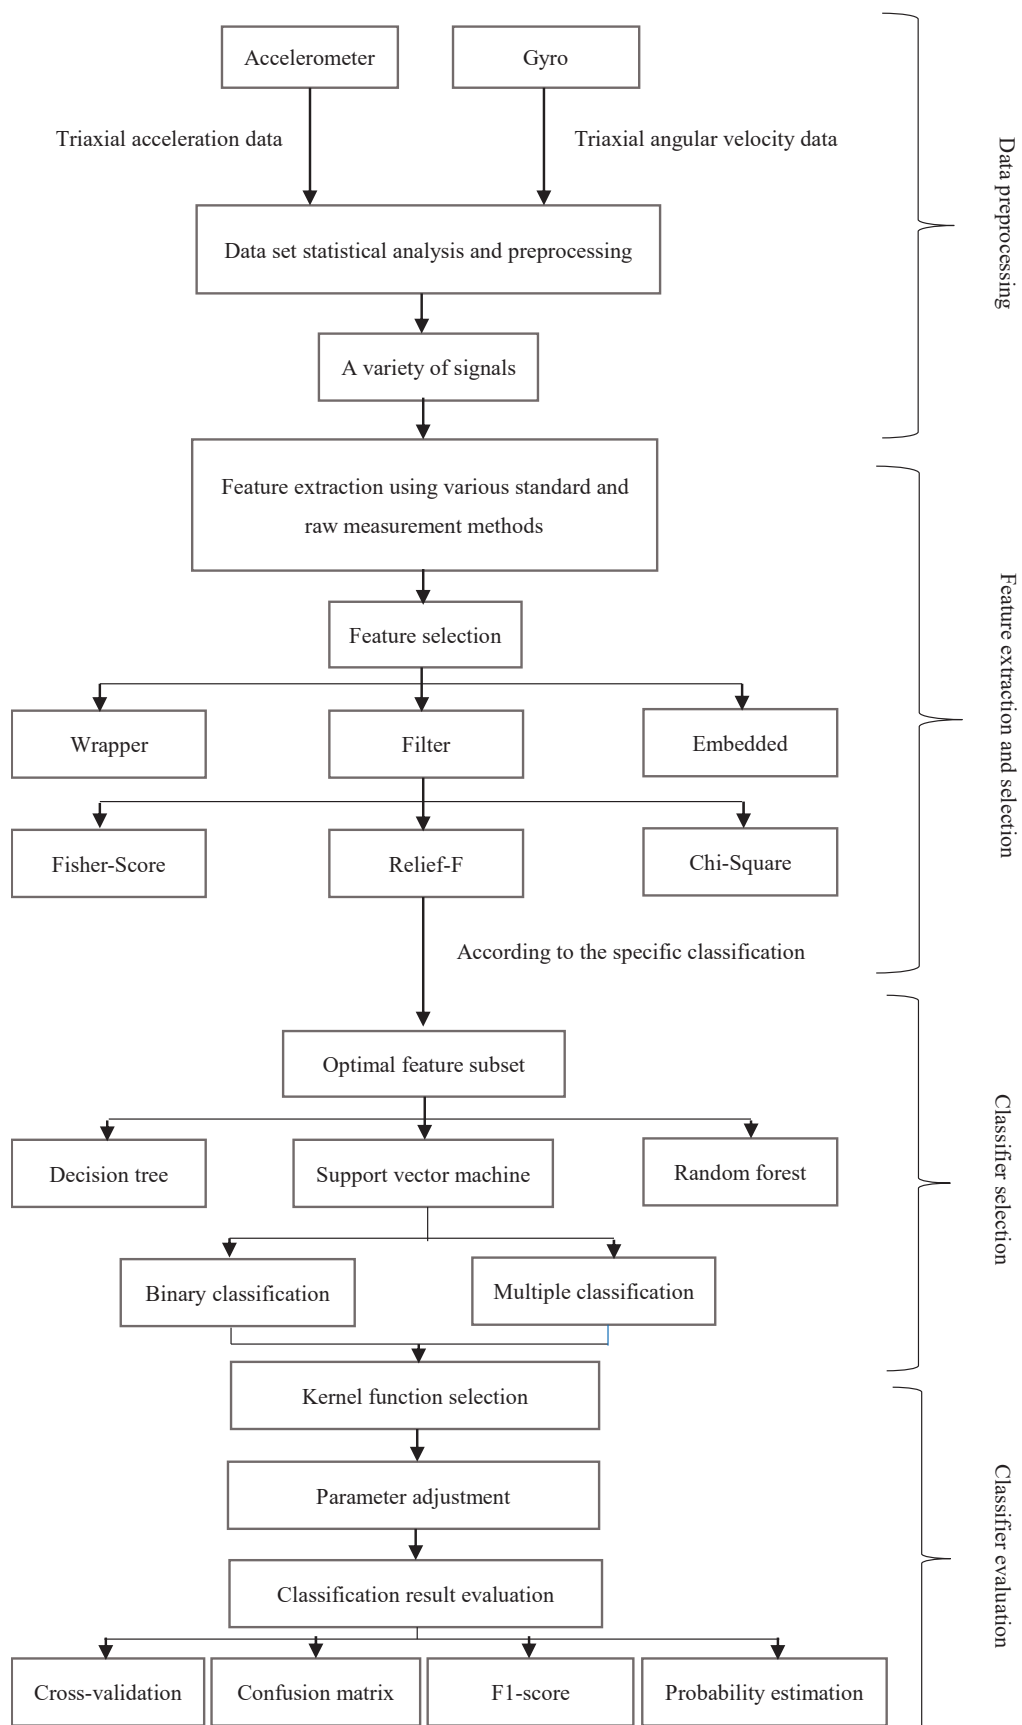 Accelerometer
Gyro
Triaxial acceleration data
Triaxial angular velocity data
Data set statistical analysis and preprocessing
A variety of signals
Data preprocessing
Feature extraction using various standard and
raw measurement methods
Feature selection
Wrapper
Filter
Embedded
Fisher-Score
Relief-F
Chi-Square
According to the specific classification
Feature extraction and selection
Optimal feature subset
Decision tree
Support vector machine
Random forest
Binary classification
Multiple classification
Classifier selection
Kernel function selection
Parameter adjustment
Classification result evaluation
Cross-validation
Confusion matrix
F1-score
Probability estimation
Classifier evaluation